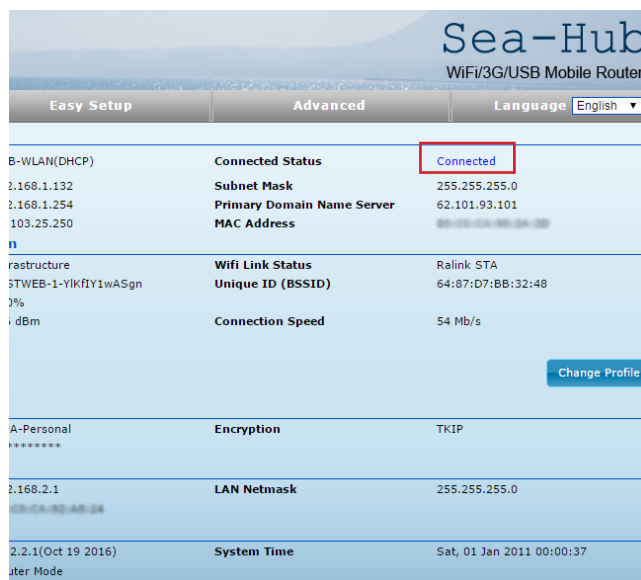 Sea-Hub
WiFi/3G/USB Mobile Router
Easy Setup Advanced Language English ▼
B-WLAN(DHCP) Connected Status Connected
2.168.1.132 Subnet Mask 255.255.255.0
2.168.1.254 Primary Domain Name Server 62.101.93.101
103.25.250 MAC Address
n
rastructure Wifi Link Status Ralink STA
STWEB-1-YlKfIY1wASgn Unique ID (BSSID) 64:87:D7:BB:32:48
0%
dBm Connection Speed 54 Mb/s
Change Profile
A-Personal Encryption TKIP
********
2.168.2.1 LAN Netmask 255.255.255.0
2.2.1(Oct 19 2016) System Time Sat, 01 Jan 2011 00:00:37
uter Mode